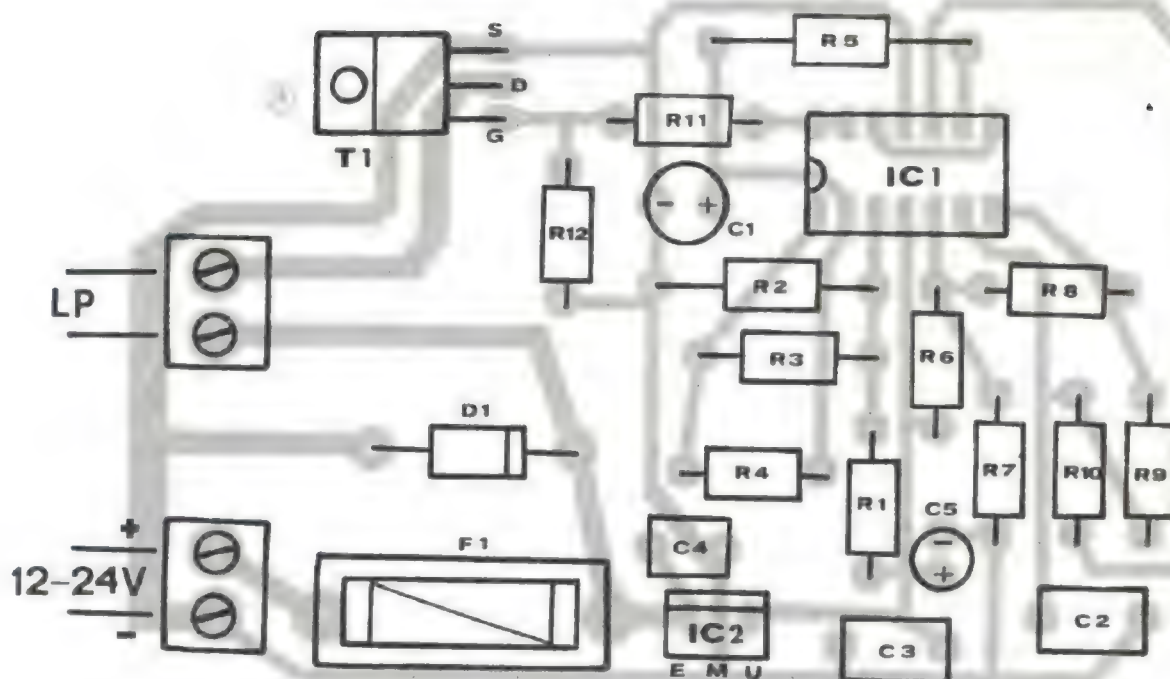 S
R5
D
G
R11
T1
IC1
- +
C1
R12
R2
R8
LP
R3
R6
D1
R4
R7
R10
R9
R1
C5
-
+
+
F1
C4
12-24V
-
IC2
C2
C3
E M U